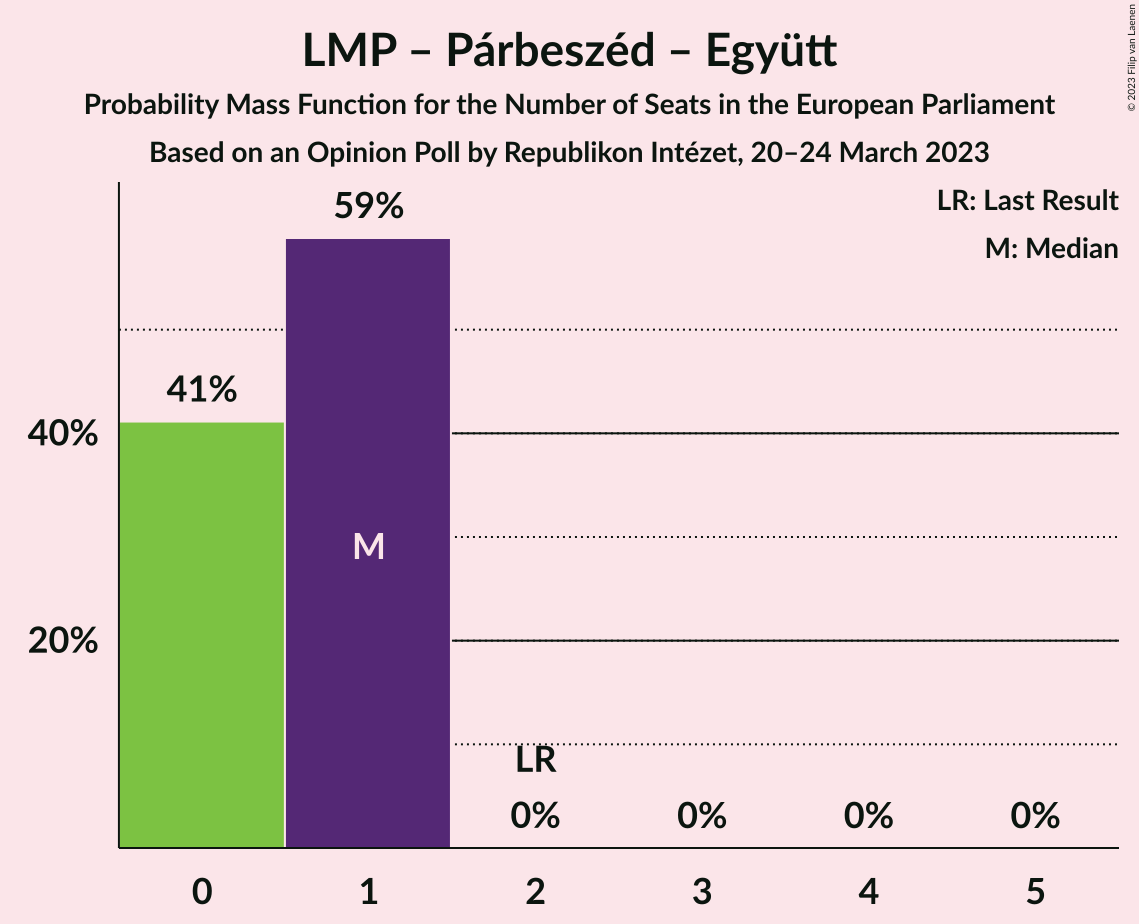 LMP – Párbeszéd – Együtt
Probability Mass Function for the Number of Seats in the European Parliament
Based on an Opinion Poll by Republikon Intézet, 20–24 March 2023
© 2023 Filip van Laenen
LR: Last Result
M: Median
59%
41%
40%
M
20%
LR
0% 0% 0% 0%
0 1 2 3 4 5